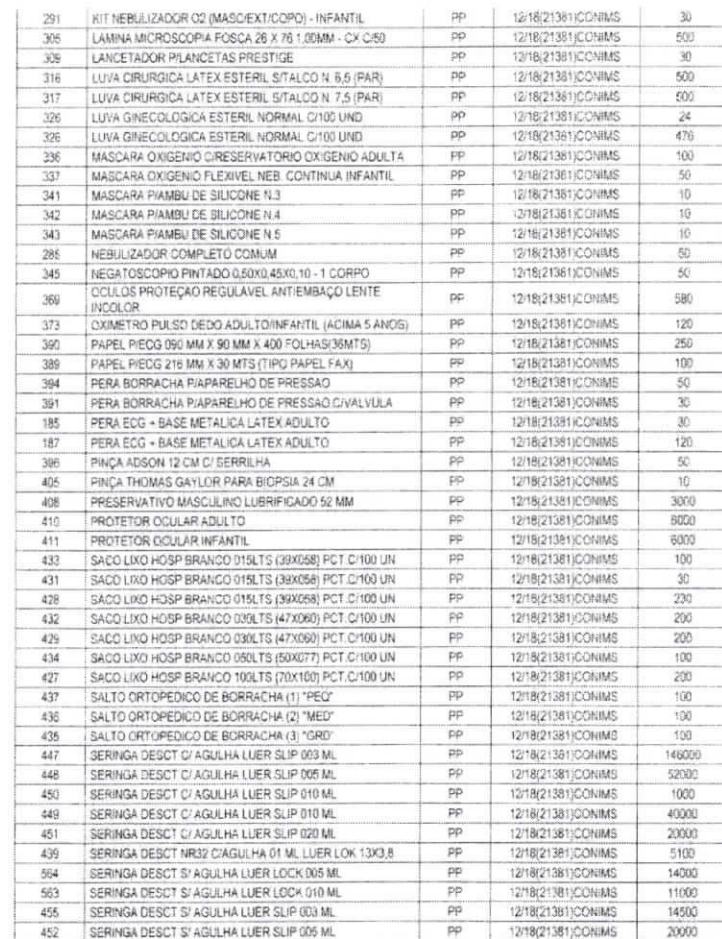 291 KIT NEBULIZADOR O2 (MASC/EXT/COPO) - INFANTIL PP 12/18(21381)CONIMS 30
305 LAMINA MICROSCOPIA FOSCA 26 X 76 1,00MM - CX C/50 PP 12/18(21381)CONIMS 500
309 LANCETADOR P/LANCETAS PRESTIGE PP 12/18(21381)CONIMS 30
316 LUVA CIRURGICA LATEX ESTERIL S/TALCO N. 6,5 (PAR) PP 12/18(21381)CONIMS 500
317 LUVA CIRURGICA LATEX ESTERIL S/TALCO N. 7,5 (PAR) PP 12/18(21381)CONIMS 500
326 LUVA GINECOLOGICA ESTERIL NORMAL C/100 UND PP 12/18(21381)CONIMS 24
326 LUVA GINECOLOGICA ESTERIL NORMAL C/100 UND PP 12/18(21381)CONIMS 476
336 MASCARA OXIGENIO C/RESERVATORIO OXIGENIO ADULTA PP 12/18(21381)CONIMS 100
337 MASCARA OXIGENIO FLEXIVEL NEB. CONTINUA INFANTIL PP 12/18(21381)CONIMS 50
341 MASCARA P/AMBU DE SILICONE N.3 PP 12/18(21381)CONIMS 10
342 MASCARA P/AMBU DE SILICONE N.4 PP 12/18(21381)CONIMS 10
343 MASCARA P/AMBU DE SILICONE N.5 PP 12/18(21381)CONIMS 10
285 NEBULIZADOR COMPLETO COMUM PP 12/18(21381)CONIMS 50
345 NEGATOSCOPIO PINTADO 0,50X0,45X0,10 - 1 CORPO PP 12/18(21381)CONIMS 50
369 OCULOS PROTEÇAO REGULAVEL ANTIEMBAÇO LENTE INCOLOR PP 12/18(21381)CONIMS 580
373 OXIMETRO PULSO DEDO ADULTO/INFANTIL (ACIMA 5 ANOS) PP 12/18(21381)CONIMS 120
390 PAPEL P/ECG 090 MM X 90 MM X 400 FOLHAS(36MTS) PP 12/18(21381)CONIMS 250
389 PAPEL P/ECG 216 MM X 30 MTS (TIPO PAPEL FAX) PP 12/18(21381)CONIMS 100
394 PERA BORRACHA P/APARELHO DE PRESSAO PP 12/18(21381)CONIMS 50
391 PERA BORRACHA P/APARELHO DE PRESSAO C/VALVULA PP 12/18(21381)CONIMS 30
185 PERA ECG + BASE METALICA LATEX ADULTO PP 12/18(21381)CONIMS 30
187 PERA ECG + BASE METALICA LATEX ADULTO PP 12/18(21381)CONIMS 120
396 PINÇA ADSON 12 CM C/ SERRILHA PP 12/18(21381)CONIMS 50
405 PINÇA THOMAS GAYLOR PARA BIOPSIA 24 CM PP 12/18(21381)CONIMS 10
408 PRESERVATIVO MASCULINO LUBRIFICADO 52 MM PP 12/18(21381)CONIMS 3000
410 PROTETOR OCULAR ADULTO PP 12/18(21381)CONIMS 6000
411 PROTETOR OCULAR INFANTIL PP 12/18(21381)CONIMS 6000
433 SACO LIXO HOSP BRANCO 015LTS (39X058) PCT.C/100 UN PP 12/18(21381)CONIMS 100
431 SACO LIXO HOSP BRANCO 015LTS (39X058) PCT.C/100 UN PP 12/18(21381)CONIMS 30
428 SACO LIXO HOSP BRANCO 015LTS (39X058) PCT.C/100 UN PP 12/18(21381)CONIMS 230
432 SACO LIXO HOSP BRANCO 030LTS (47X060) PCT.C/100 UN PP 12/18(21381)CONIMS 200
429 SACO LIXO HOSP BRANCO 030LTS (47X060) PCT.C/100 UN PP 12/18(21381)CONIMS 200
434 SACO LIXO HOSP BRANCO 050LTS (50X077) PCT.C/100 UN PP 12/18(21381)CONIMS 100
427 SACO LIXO HOSP BRANCO 100LTS (70X100) PCT.C/100 UN PP 12/18(21381)CONIMS 200
437 SALTO ORTOPEDICO DE BORRACHA (1) "PEQ" PP 12/18(21381)CONIMS 100
436 SALTO ORTOPEDICO DE BORRACHA (2) "MED" PP 12/18(21381)CONIMS 100
435 SALTO ORTOPEDICO DE BORRACHA (3) "GRD" PP 12/18(21381)CONIMS 100
447 SERINGA DESCT C/ AGULHA LUER SLIP 003 ML PP 12/18(21381)CONIMS 146000
448 SERINGA DESCT C/ AGULHA LUER SLIP 005 ML PP 12/18(21381)CONIMS 52000
450 SERINGA DESCT C/ AGULHA LUER SLIP 010 ML PP 12/18(21381)CONIMS 1000
449 SERINGA DESCT C/ AGULHA LUER SLIP 010 ML PP 12/18(21381)CONIMS 40000
451 SERINGA DESCT C/ AGULHA LUER SLIP 020 ML PP 12/18(21381)CONIMS 20000
439 SERINGA DESCT NR32 C/AGULHA 01 ML LUER LOK 13X3,8 PP 12/18(21381)CONIMS 5100
564 SERINGA DESCT S/ AGULHA LUER LOCK 005 ML PP 12/18(21381)CONIMS 14000
563 SERINGA DESCT S/ AGULHA LUER LOCK 010 ML PP 12/18(21381)CONIMS 11000
455 SERINGA DESCT S/ AGULHA LUER SLIP 003 ML PP 12/18(21381)CONIMS 14500
452 SERINGA DESCT S/ AGULHA LUER SLIP 005 ML PP 12/18(21381)CONIMS 20000